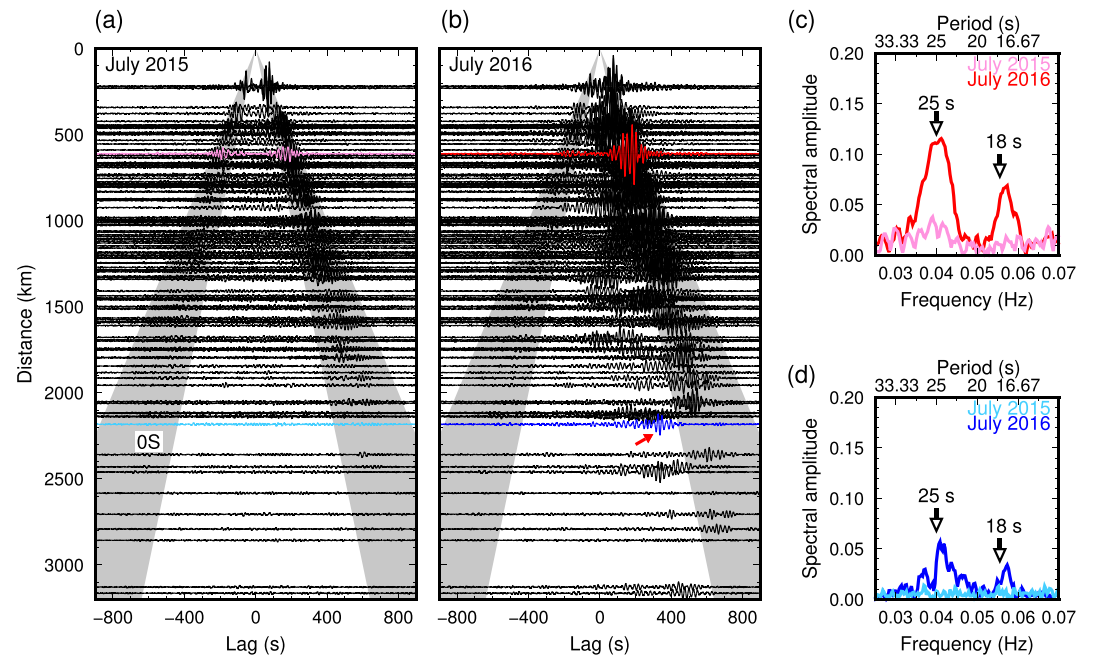 (a)
(b)
July 2015
July 2016
0
500
1000
1500
2000
2500
3000
Distance (km)
0S
−800
−400
0
400
800
Lag (s)
−800
−400
0
400
800
Lag (s)
(c)
Period (s)
33.33 25 20 16.67
July 2015
July 2016
25 s
18 s
0.20
0.15
0.10
0.05
0.00
Spectral amplitude
0.03 0.04 0.05 0.06 0.07
Frequency (Hz)
(d)
Period (s)
33.33 25 20 16.67
July 2015
July 2016
25 s
18 s
0.20
0.15
0.10
0.05
0.00
Spectral amplitude
0.03 0.04 0.05 0.06 0.07
Frequency (Hz)